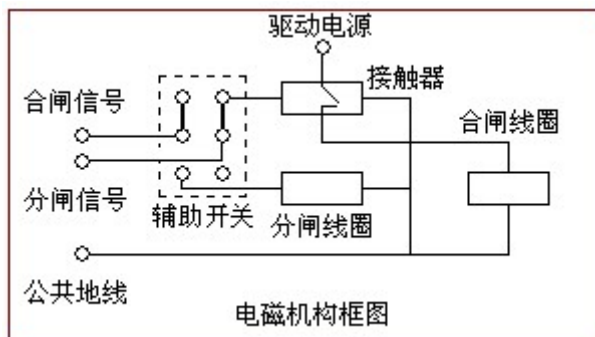 驱动电源
接触器
合闸信号
合闸线圈
分闸信号
辅助开关
分闸线圈
公共地线
电磁机构框图